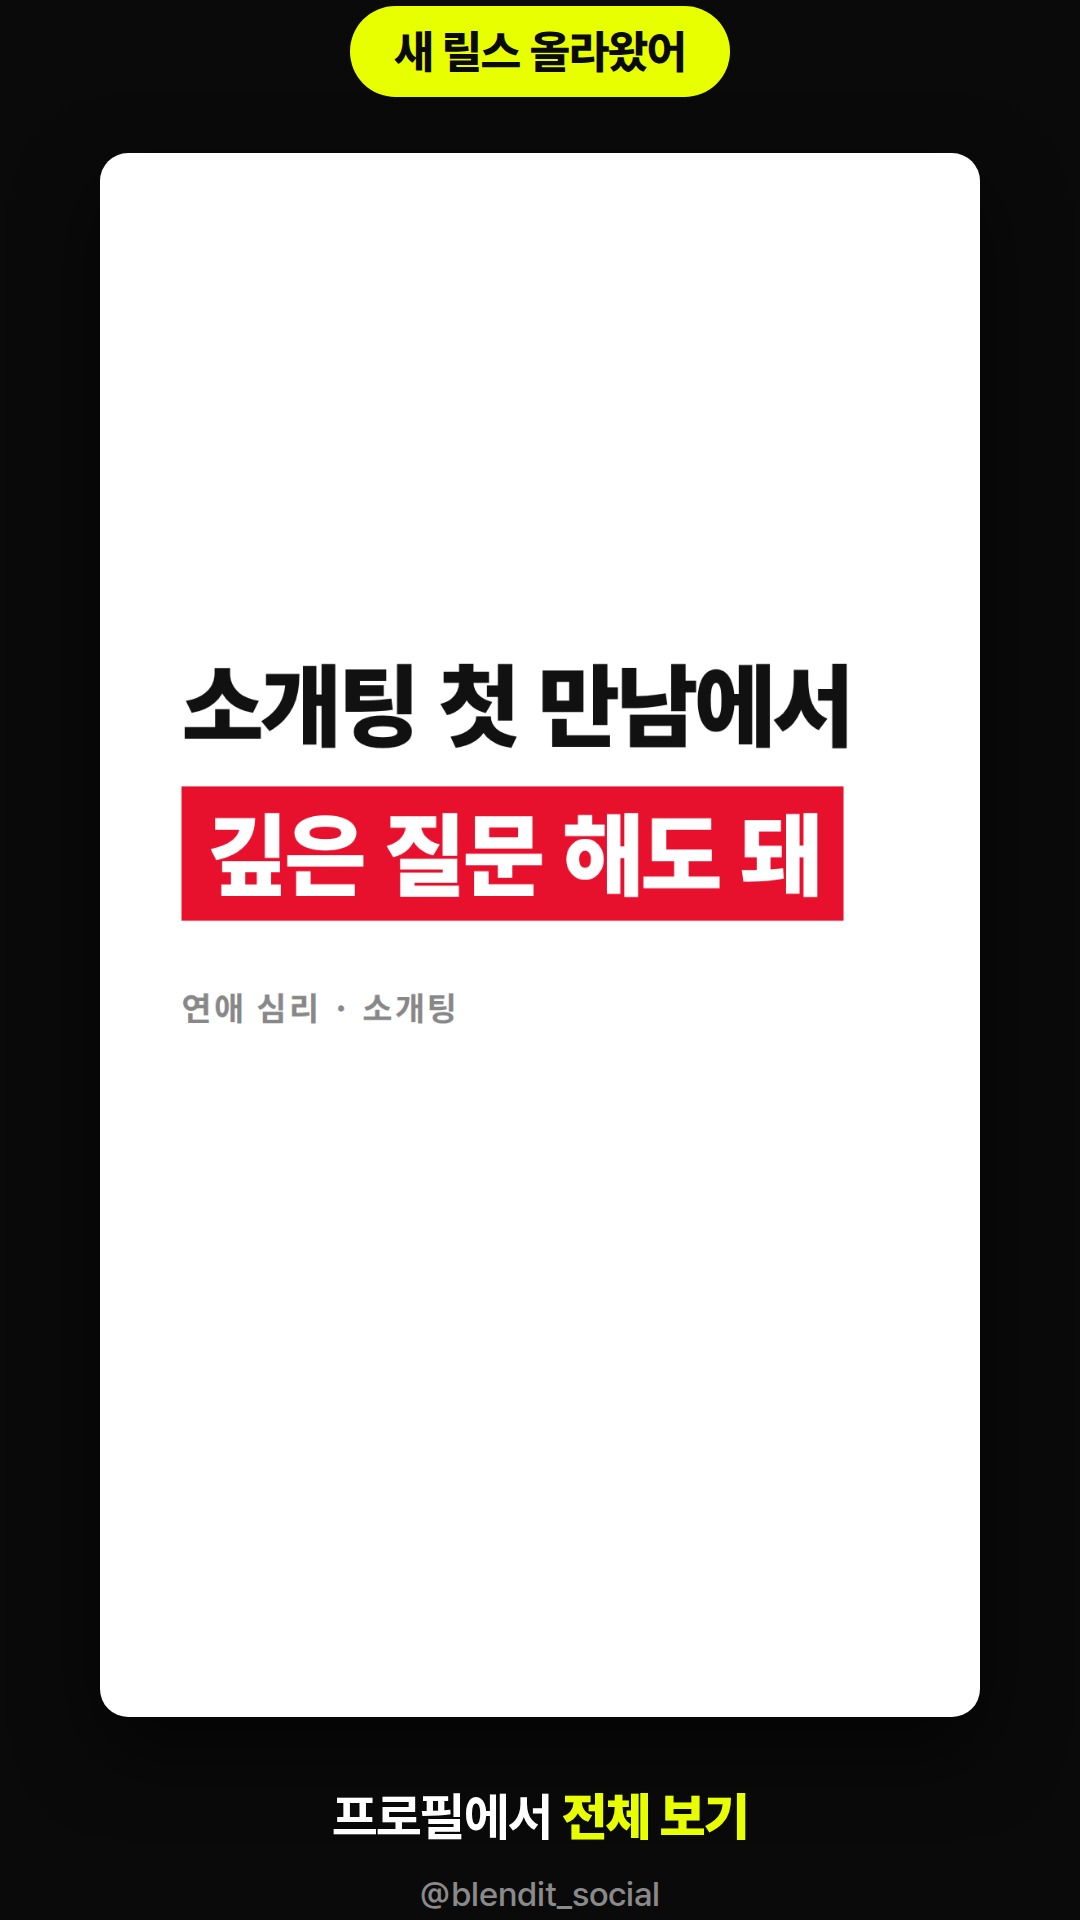 새 릴스 올라왔어
소개팅 첫 만남에서
깊은 질문 해도 돼
연애 심리 · 소개팅
프로필에서 전체 보기
@blendit_social